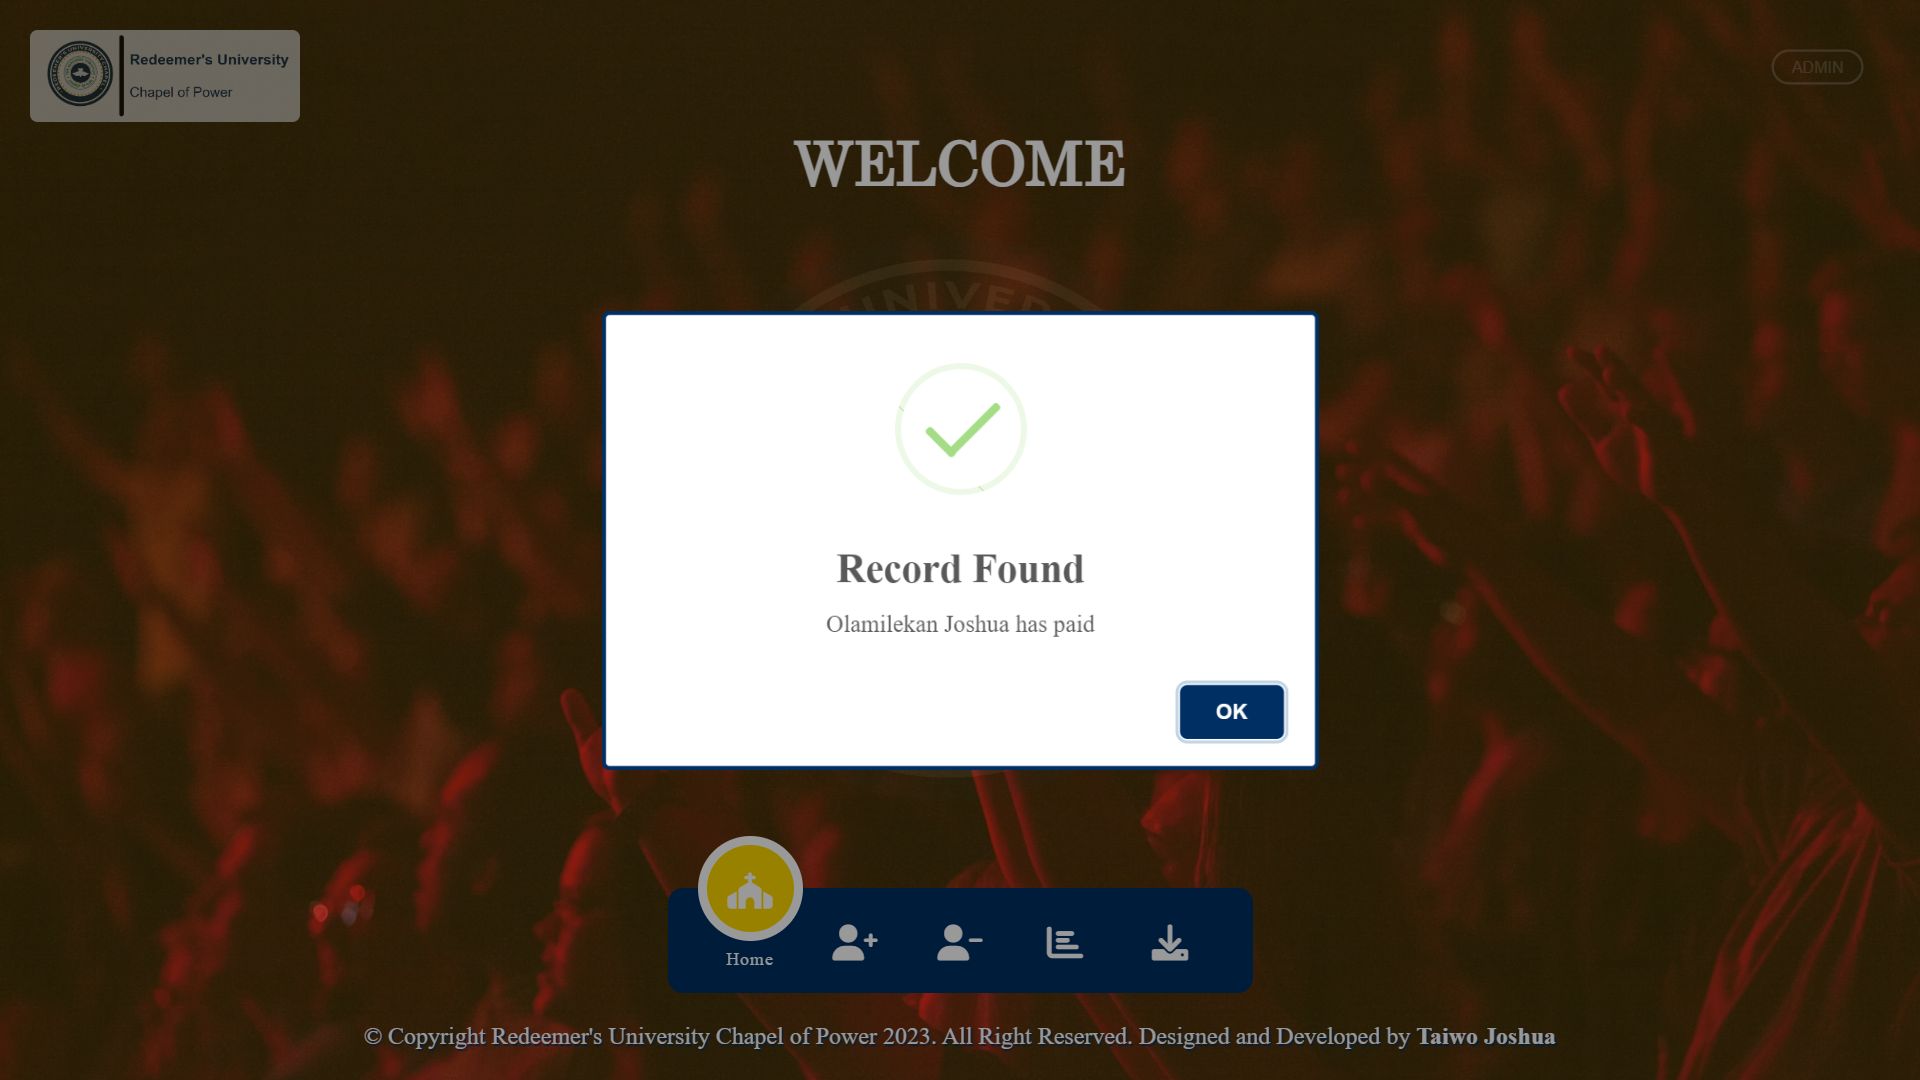 Redeemer's University
Chapel of Power
ADMIN
WELCOME
UNIVER
Record Found
Olamilekan Joshua has paid
OK
Home
© Copyright Redeemer's University Chapel of Power 2023. All Right Reserved. Designed and Developed by Taiwo Joshua